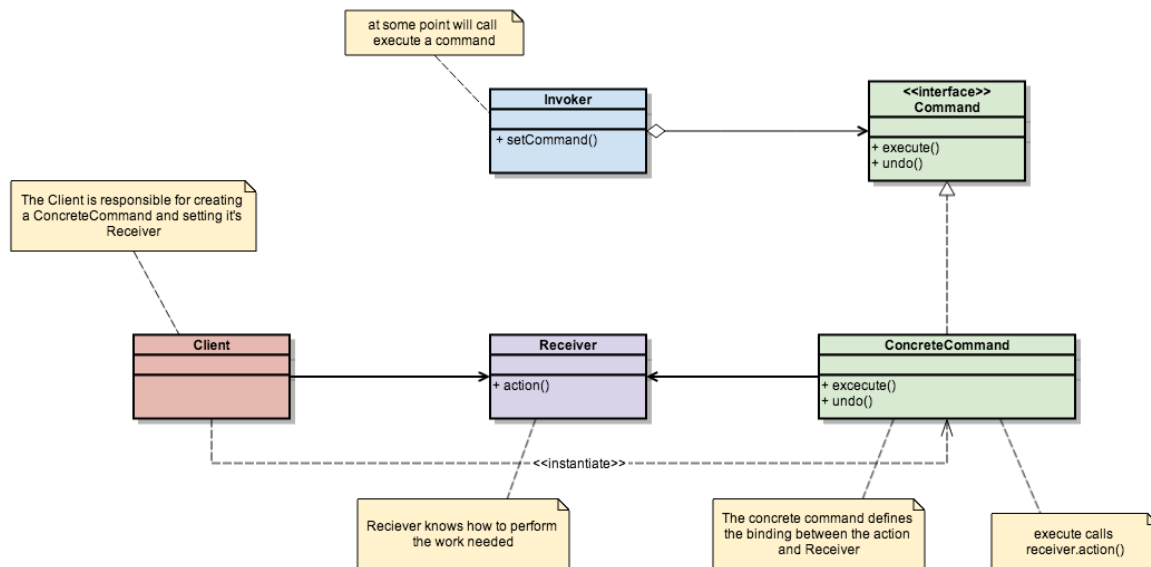 at some point will call
execute a command
Invoker
+ setCommand()
<<interface>>
Command
+ execute()
+ undo()
The Client is responsible for creating
a ConcreteCommand and setting it's
Receiver
Client
Receiver
+ action()
ConcreteCommand
+ excecute()
+ undo()
<<instantiate>>
Reciever knows how to perform
the work needed
The concrete command defines
the binding between the action
and Receiver
execute calls
receiver.action()